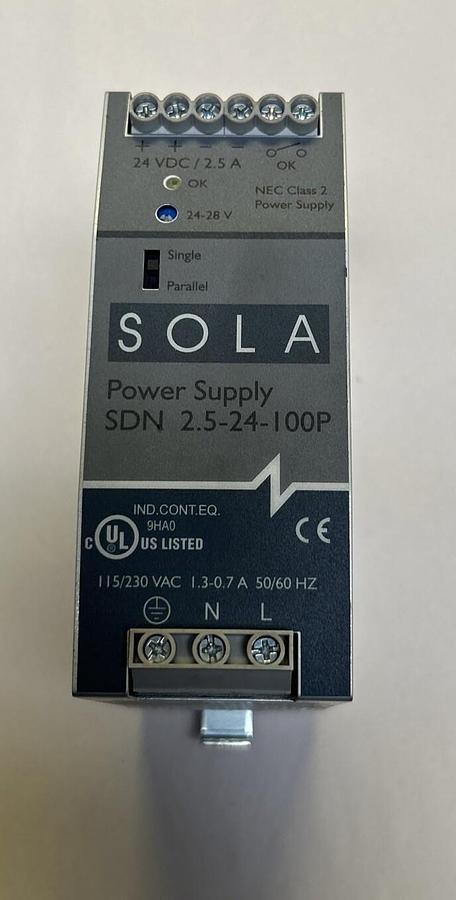 + + − −
24 VDC / 2.5 A
OK
OK
NEC Class 2
Power Supply
24-28 V
Single
Parallel
SOLA
Power Supply
SDN 2.5-24-100P
IND.CONT.EQ.
9HA0
C UL US LISTED
CE
115/230 VAC 1.3-0.7 A 50/60 HZ
N L